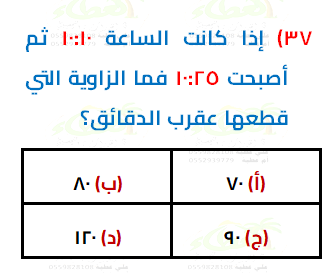 ٣٧) إذا كانت الساعة ١٠:١٠ ثم
أصبحت ١٠:٢٥ فما الزاوية التي
قطعها عقرب الدقائق؟
(أ) ٧٠ (ب) ٨٠
(ج) ٩٠ (د) ١٢٠